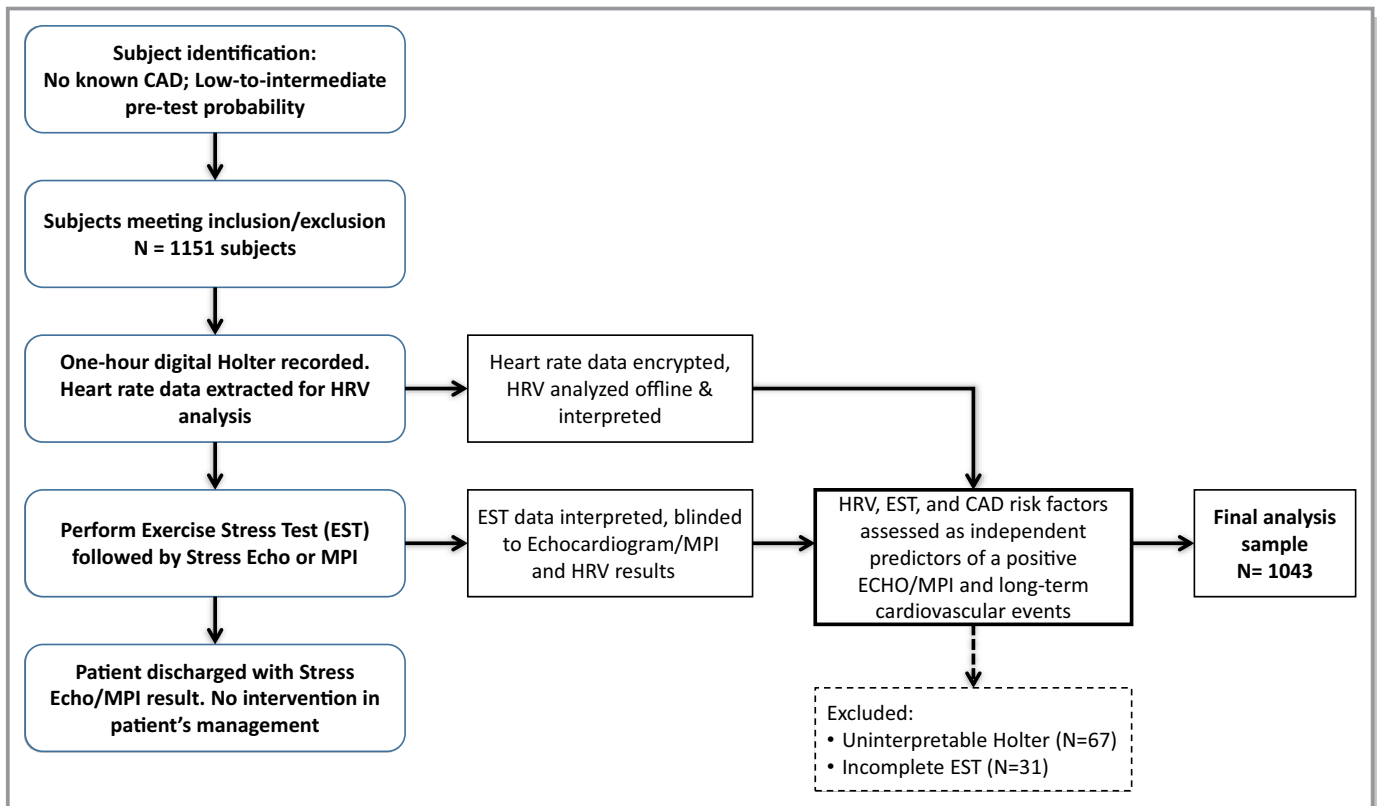 Subject identification:
No known CAD; Low-to-intermediate
pre-test probability
Subjects meeting inclusion/exclusion
N = 1151 subjects
One-hour digital Holter recorded.
Heart rate data extracted for HRV
analysis
Heart rate data encrypted,
HRV analyzed offline &
interpreted
Perform Exercise Stress Test (EST)
followed by Stress Echo or MPI
EST data interpreted, blinded
to Echocardiogram/MPI
and HRV results
HRV, EST, and CAD risk factors
assessed as independent
predictors of a positive
ECHO/MPI and long-term
cardiovascular events
Final analysis
sample
N= 1043
Patient discharged with Stress
Echo/MPI result. No intervention in
patient's management
Excluded:
• Uninterpretable Holter (N=67)
• Incomplete EST (N=31)